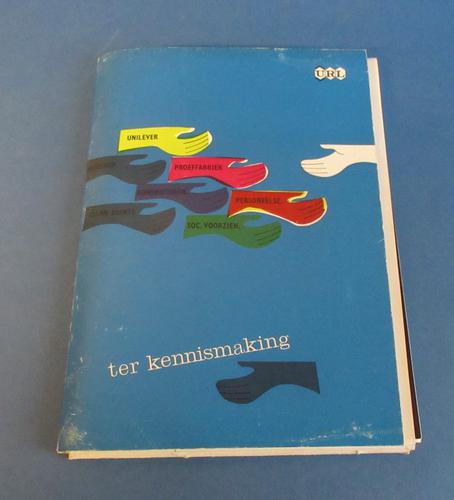 URL
UNILEVER
PROEFFABRIEK
PERSONEELSZ.
SOC. VOORZIEN.
ter kennismaking